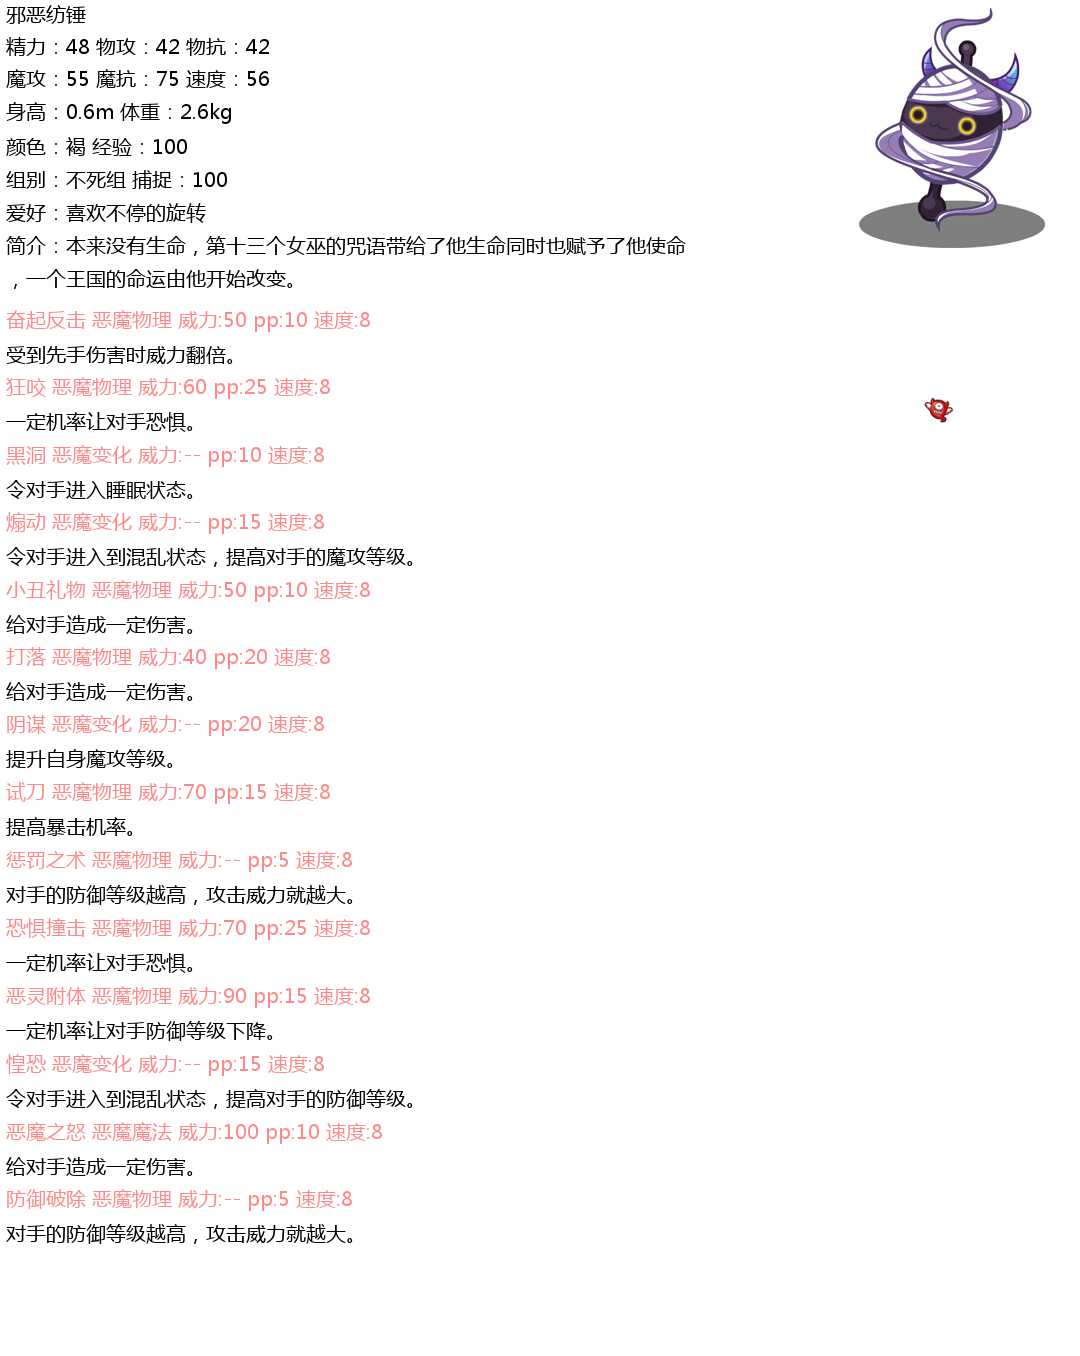 邪恶纺锤
精力：48 物攻：42 物抗：42
魔攻：55 魔抗：75 速度：56
身高：0.6m 体重：2.6kg
颜色：褐 经验：100
组别：不死组 捕捉：100
爱好：喜欢不停的旋转
简介：本来没有生命，第十三个女巫的咒语带给了他生命同时也赋予了他使命
，一个王国的命运由他开始改变。
奋起反击 恶魔物理 威力:50 pp:10 速度:8
受到先手伤害时威力翻倍。
狂咬 恶魔物理 威力:60 pp:25 速度:8
一定机率让对手恐惧。
黑洞 恶魔变化 威力:-- pp:10 速度:8
令对手进入睡眠状态。
煽动 恶魔变化 威力:-- pp:15 速度:8
令对手进入到混乱状态，提高对手的魔攻等级。
小丑礼物 恶魔物理 威力:50 pp:10 速度:8
给对手造成一定伤害。
打落 恶魔物理 威力:40 pp:20 速度:8
给对手造成一定伤害。
阴谋 恶魔变化 威力:-- pp:20 速度:8
提升自身魔攻等级。
试刀 恶魔物理 威力:70 pp:15 速度:8
提高暴击机率。
惩罚之术 恶魔物理 威力:-- pp:5 速度:8
对手的防御等级越高，攻击威力就越大。
恐惧撞击 恶魔物理 威力:70 pp:25 速度:8
一定机率让对手恐惧。
恶灵附体 恶魔物理 威力:90 pp:15 速度:8
一定机率让对手防御等级下降。
惶恐 恶魔变化 威力:-- pp:15 速度:8
令对手进入到混乱状态，提高对手的防御等级。
恶魔之怒 恶魔魔法 威力:100 pp:10 速度:8
给对手造成一定伤害。
防御破除 恶魔物理 威力:-- pp:5 速度:8
对手的防御等级越高，攻击威力就越大。